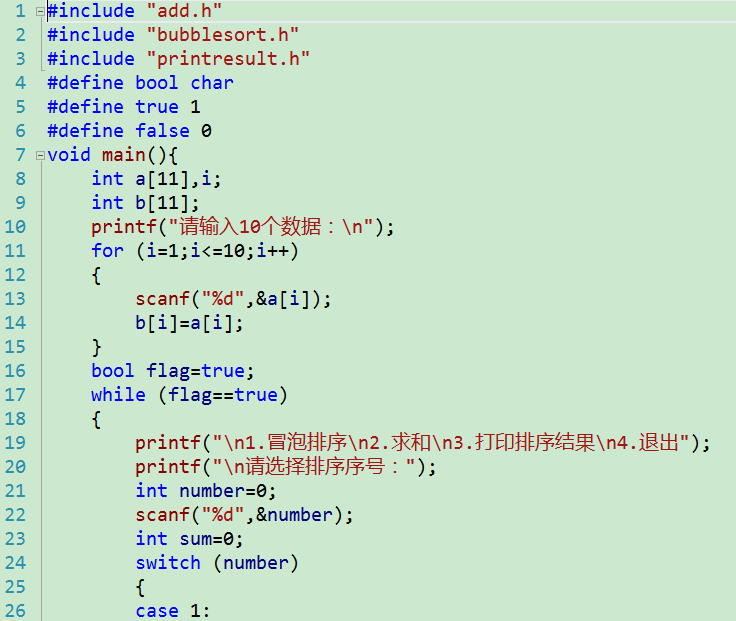 1 #include "add.h"
2 #include "bubblesort.h"
3 #include "printresult.h"
4 #define bool char
5 #define true 1
6 #define false 0
7 void main(){
8     int a[11],i;
9     int b[11];
10     printf("请输入10个数据：\n");
11     for (i=1;i<=10;i++)
12     {
13         scanf("%d",&a[i]);
14         b[i]=a[i];
15     }
16     bool flag=true;
17     while (flag==true)
18     {
19         printf("\n1.冒泡排序\n2.求和\n3.打印排序结果\n4.退出");
20         printf("\n请选择排序序号：");
21         int number=0;
22         scanf("%d",&number);
23         int sum=0;
24         switch (number)
25         {
26         case 1: